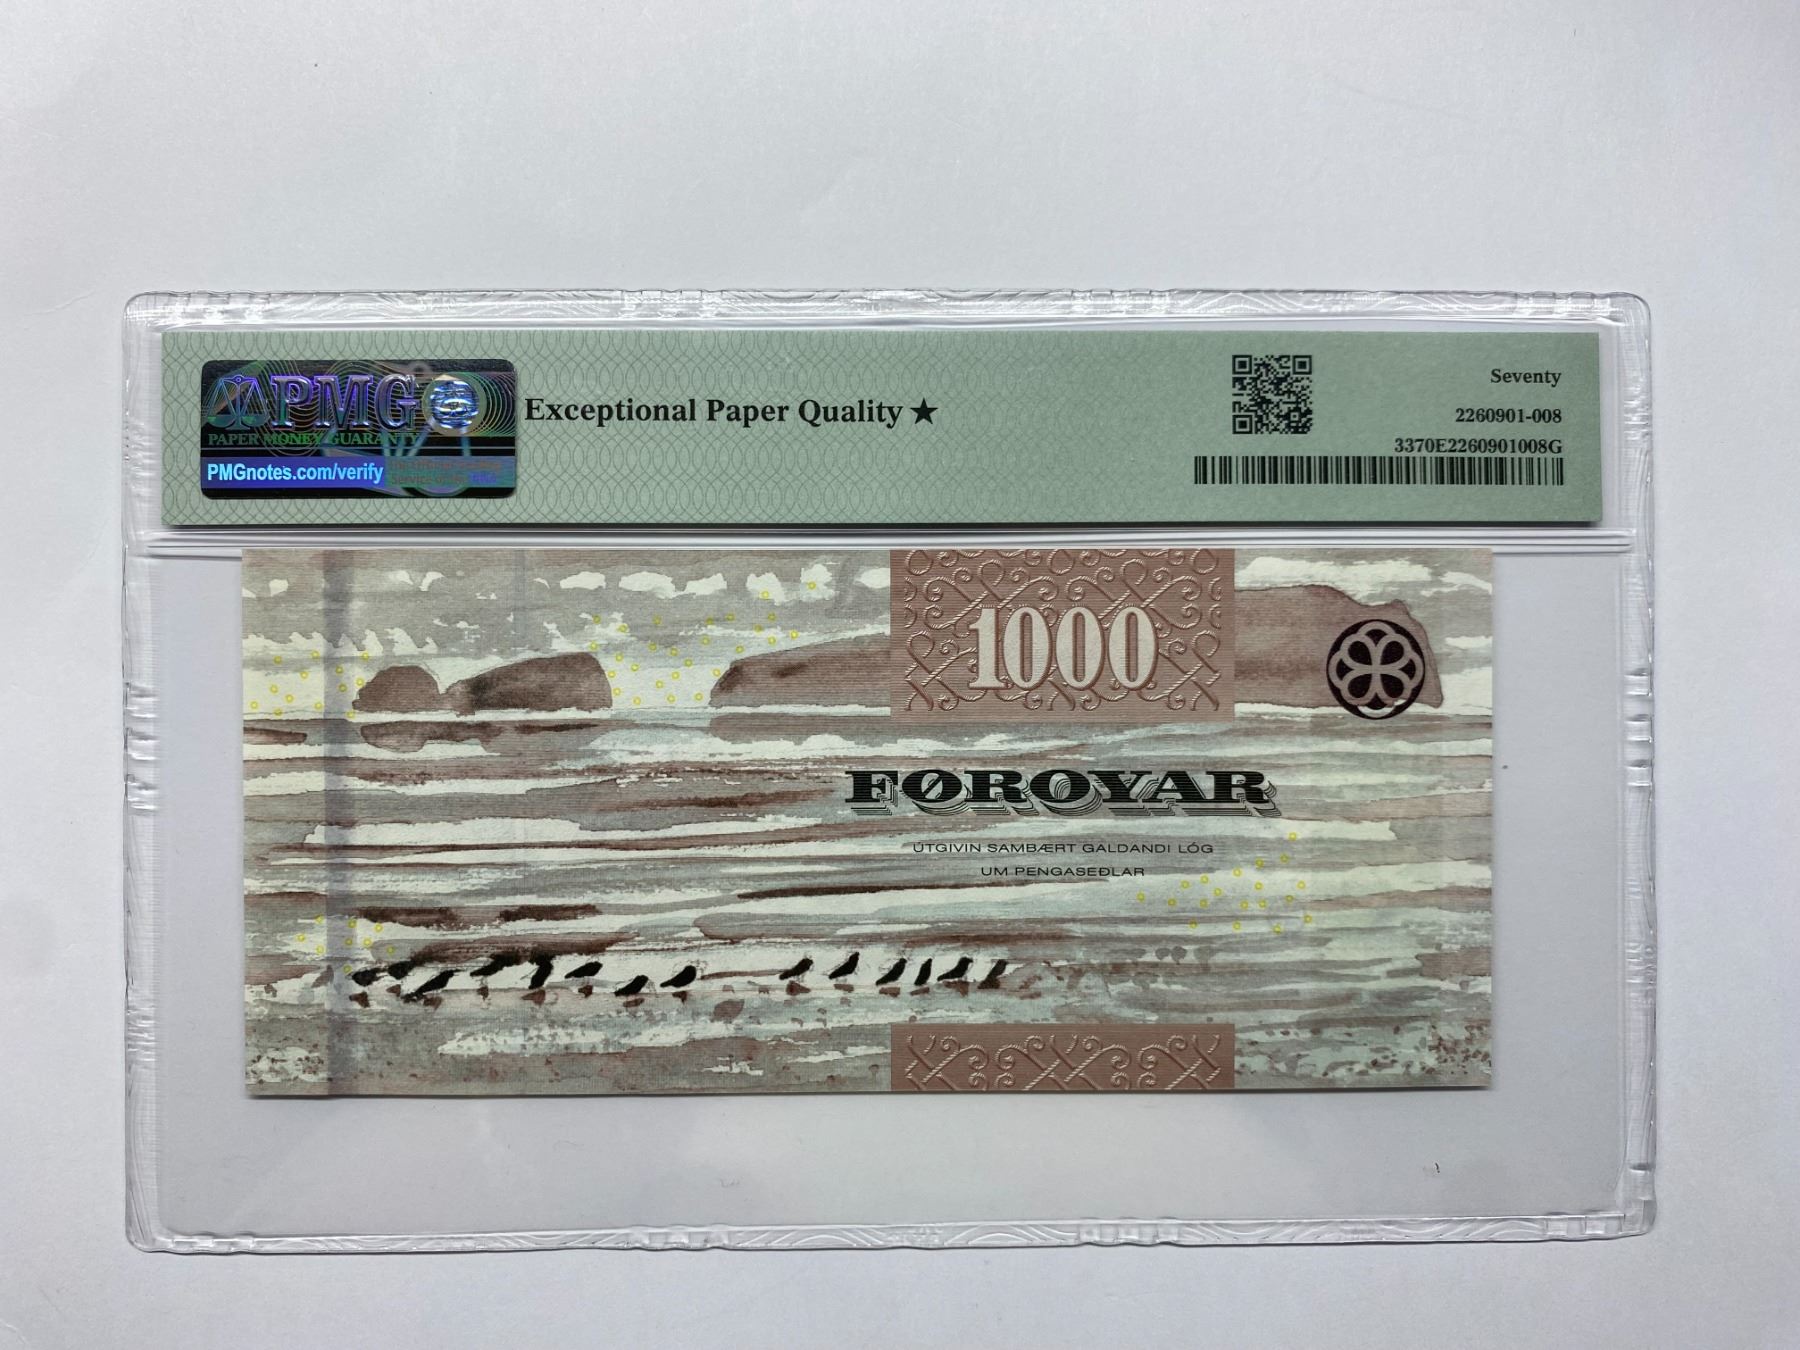 PMG
PAPER MONEY GUARANTY
PMGnotes.com/verify
Exceptional Paper Quality ★
Seventy
2260901-008
3370E2260901008G
1000
FØROYAR
ÚTGIVIN SAMBÆRT GALDANDI LÓG
UM PENGASEÐLAR